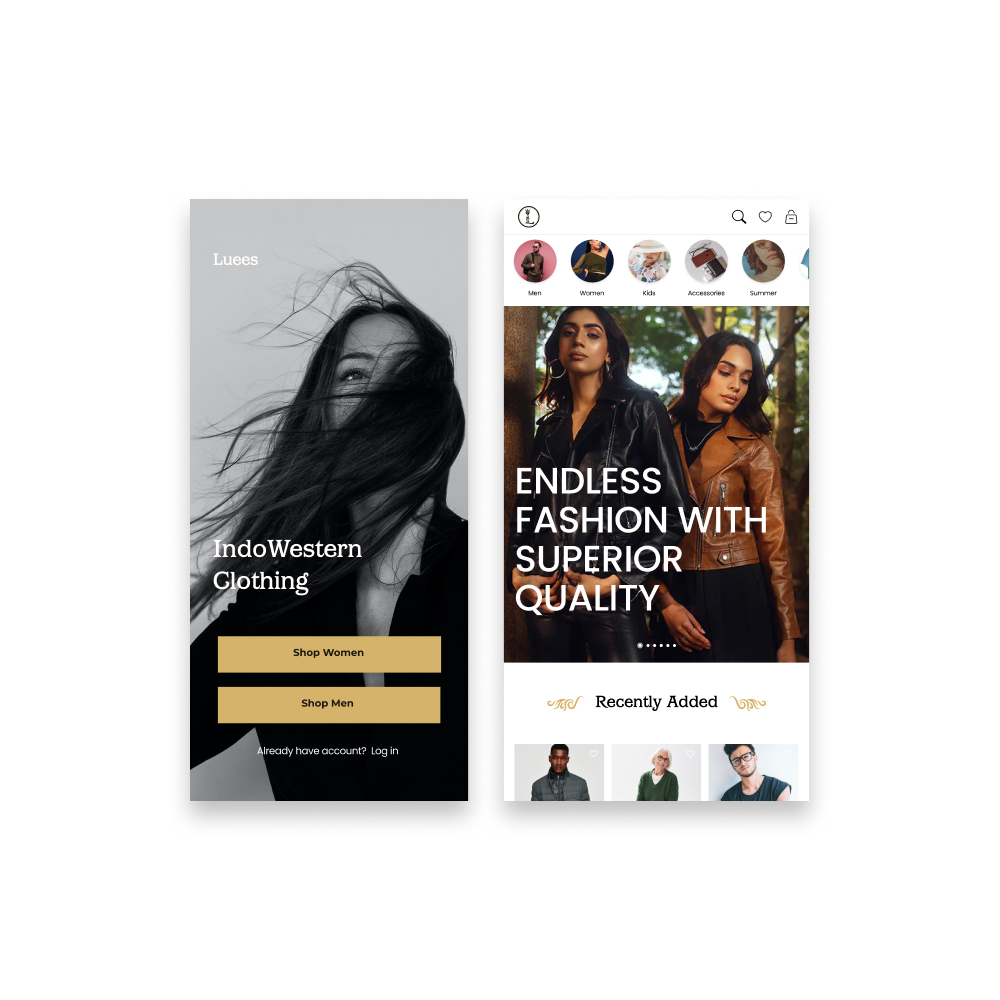 Luees
IndoWestern
Clothing
Shop Women
Shop Men
Already have account? Log in
L
Men
Women
Kids
Accessories
Summer
ENDLESS
FASHION WITH
SUPERIOR
QUALITY
Recently Added